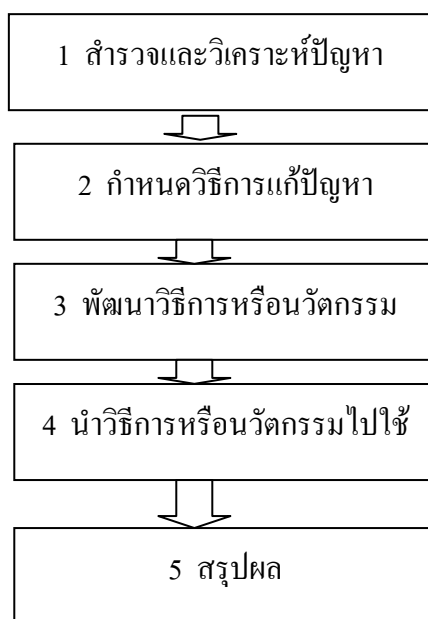 1 สำรวจและวิเคราะห์ปัญหา
2 กำหนดวิธีการแก้ปัญหา
3 พัฒนาวิธีการหรือนวัตกรรม
4 นำวิธีการหรือนวัตกรรมไปใช้
5 สรุปผล